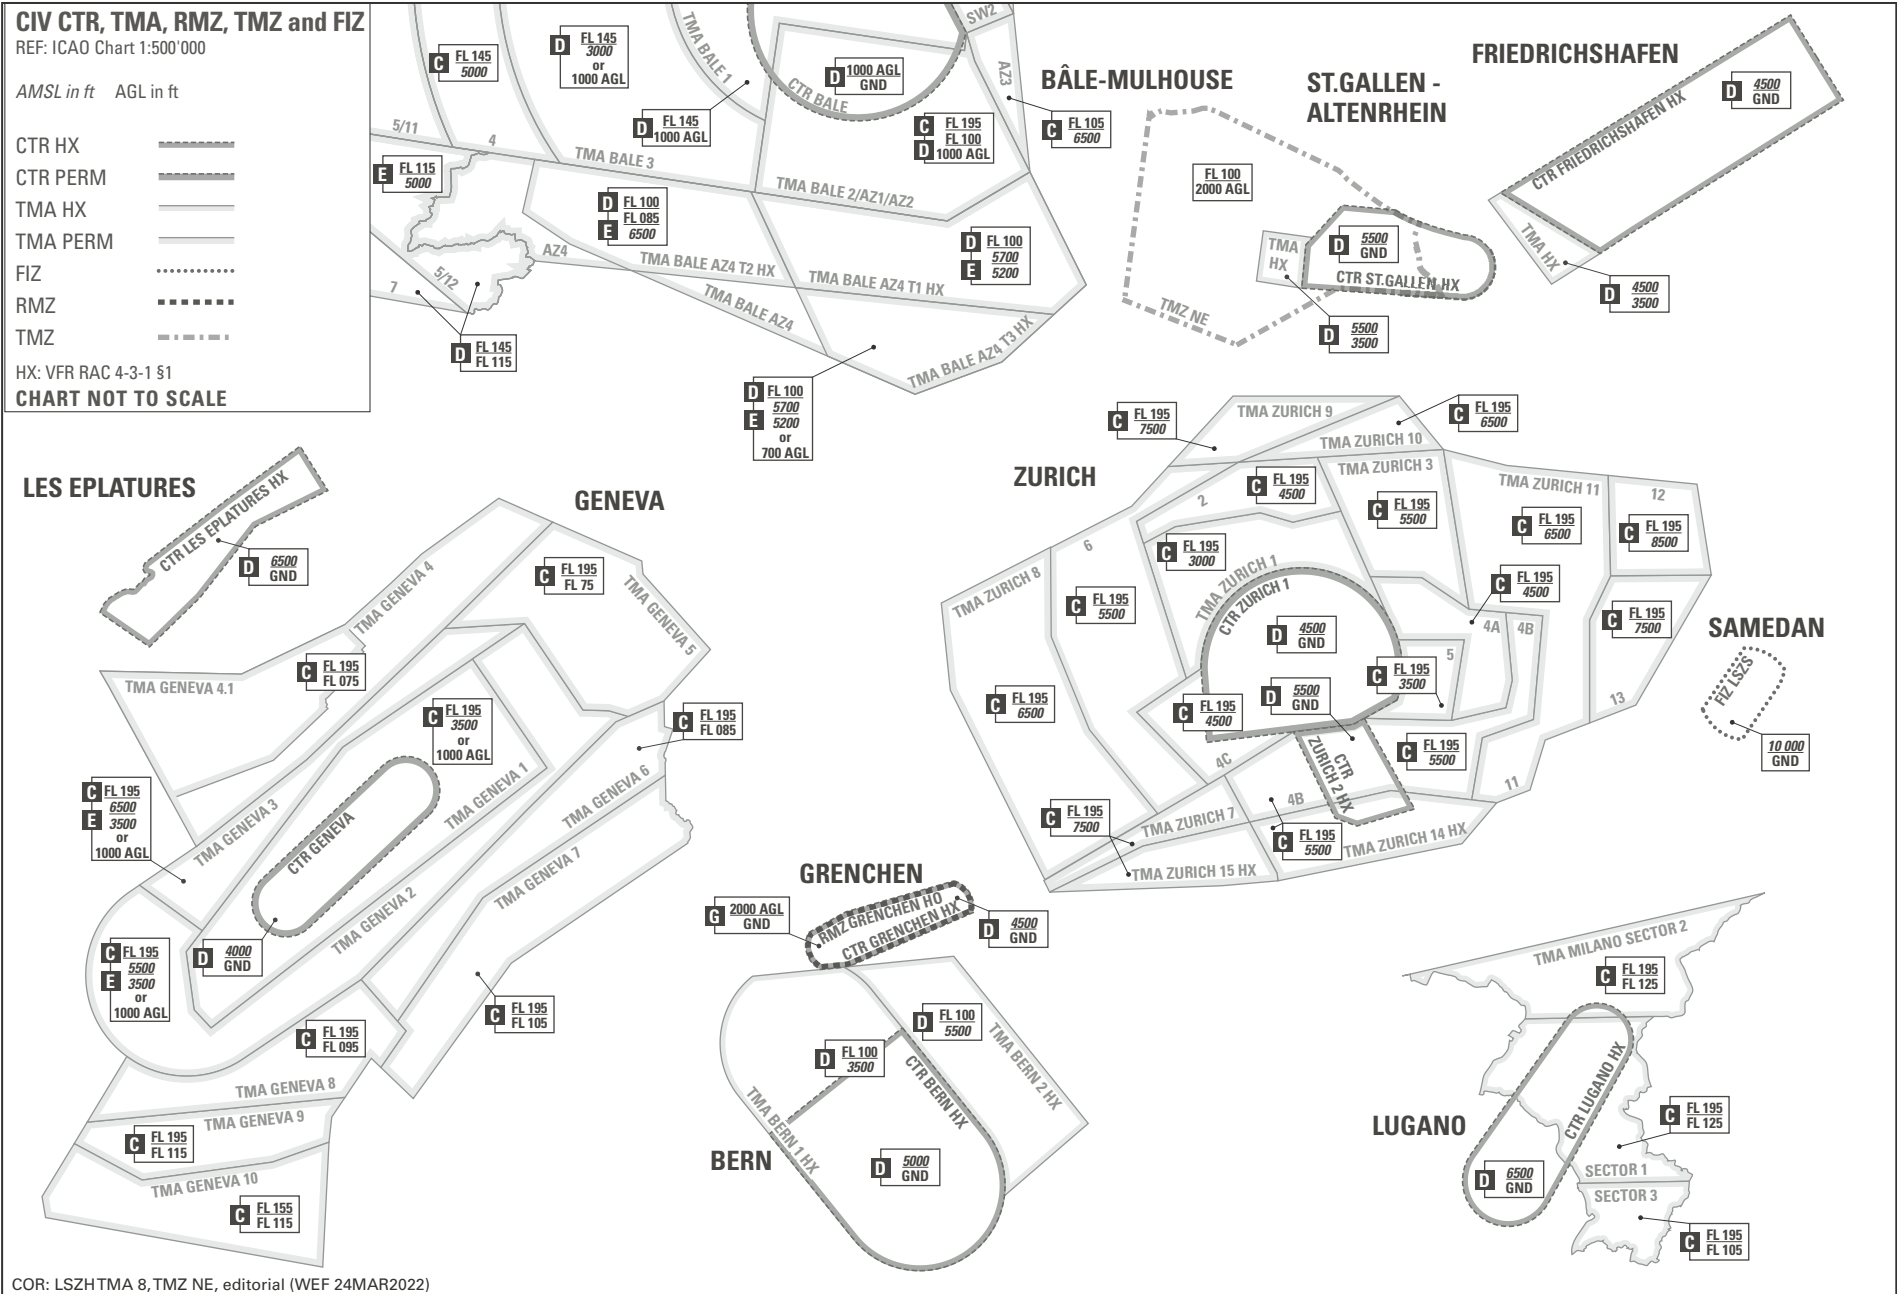 CIV CTR, TMA, RMZ, TMZ and FIZ
REF: ICAO Chart 1:500'000
AMSL in ft AGL in ft
CTR HX
CTR PERM
TMA HX
TMA PERM
FIZ
RMZ
TMZ
HX: VFR RAC 4-3-1 §1
CHART NOT TO SCALE
C FL 145
5000
D FL 145
3000
or
1000 AGL
TMA BALE 1
D FL 145
1000 AGL
D 1000 AGL
GND
CTR BALE
SW2
AZ3
C FL 195
D FL 100
1000 AGL
C FL 105
6500
5/11
4
TMA BALE 3
TMA BALE 2/AZ1/AZ2
E FL 115
5000
D FL 100
FL 085
E 6500
D FL 100
5700
E 5200
AZ4
TMA BALE AZ4 T2 HX
TMA BALE AZ4 T1 HX
TMA BALE AZ4
TMA BALE AZ4 T3 HX
5/12
7
D FL 145
FL 115
D FL 100
5700
E 5200
or
700 AGL
BÂLE-MULHOUSE
ST.GALLEN -
ALTENRHEIN
FL 100
2000 AGL
TMA
HX
D 5500
GND
CTR ST.GALLEN HX
TMZ NE
D 5500
3500
FRIEDRICHSHAFEN
D 4500
GND
CTR FRIEDRICHSHAFEN HX
TMA HX
D 4500
3500
LES EPLATURES
CTR LES EPLATURES HX
D 6500
GND
GENEVA
C FL 195
FL 75
TMA GENEVA 4
TMA GENEVA 5
C FL 195
FL 075
TMA GENEVA 4.1
C FL 195
3500
or
1000 AGL
C FL 195
FL 085
C FL 195
6500
E 3500
or
1000 AGL
TMA GENEVA 3
CTR GENEVA
TMA GENEVA 1
TMA GENEVA 6
TMA GENEVA 2
TMA GENEVA 7
C FL 195
5500
E 3500
or
1000 AGL
D 4000
GND
C FL 195
FL 105
C FL 195
FL 095
TMA GENEVA 8
TMA GENEVA 9
C FL 195
FL 115
TMA GENEVA 10
C FL 155
FL 115
ZURICH
C FL 195
7500
TMA ZURICH 9
C FL 195
6500
TMA ZURICH 10
2
C FL 195
4500
TMA ZURICH 3
C FL 195
5500
TMA ZURICH 11
C FL 195
6500
12
C FL 195
8500
6
TMA ZURICH 8
C FL 195
3000
TMA ZURICH 1
CTR ZURICH 1
C FL 195
5500
D 4500
GND
C FL 195
4500
4A
4B
C FL 195
7500
5
C FL 195
3500
C FL 195
6500
C FL 195
4500
D 5500
GND
13
4C
CTR
ZURICH 2 HX
C FL 195
5500
11
C FL 195
7500
TMA ZURICH 7
4B
C FL 195
5500
TMA ZURICH 14 HX
TMA ZURICH 15 HX
SAMEDAN
FIZ LSZS
10 000
GND
GRENCHEN
G 2000 AGL
GND
RMZ GRENCHEN HO
CTR GRENCHEN HX
D 4500
GND
D FL 100
5500
D FL 100
3500
CTR BERN HX
TMA BERN 2 HX
TMA BERN 1 HX
BERN
D 5000
GND
TMA MILANO SECTOR 2
C FL 195
FL 125
LUGANO
CTR LUGANO HX
C FL 195
FL 125
D 6500
GND
SECTOR 1
SECTOR 3
C FL 195
FL 105
COR: LSZH TMA 8, TMZ NE, editorial (WEF 24MAR2022)